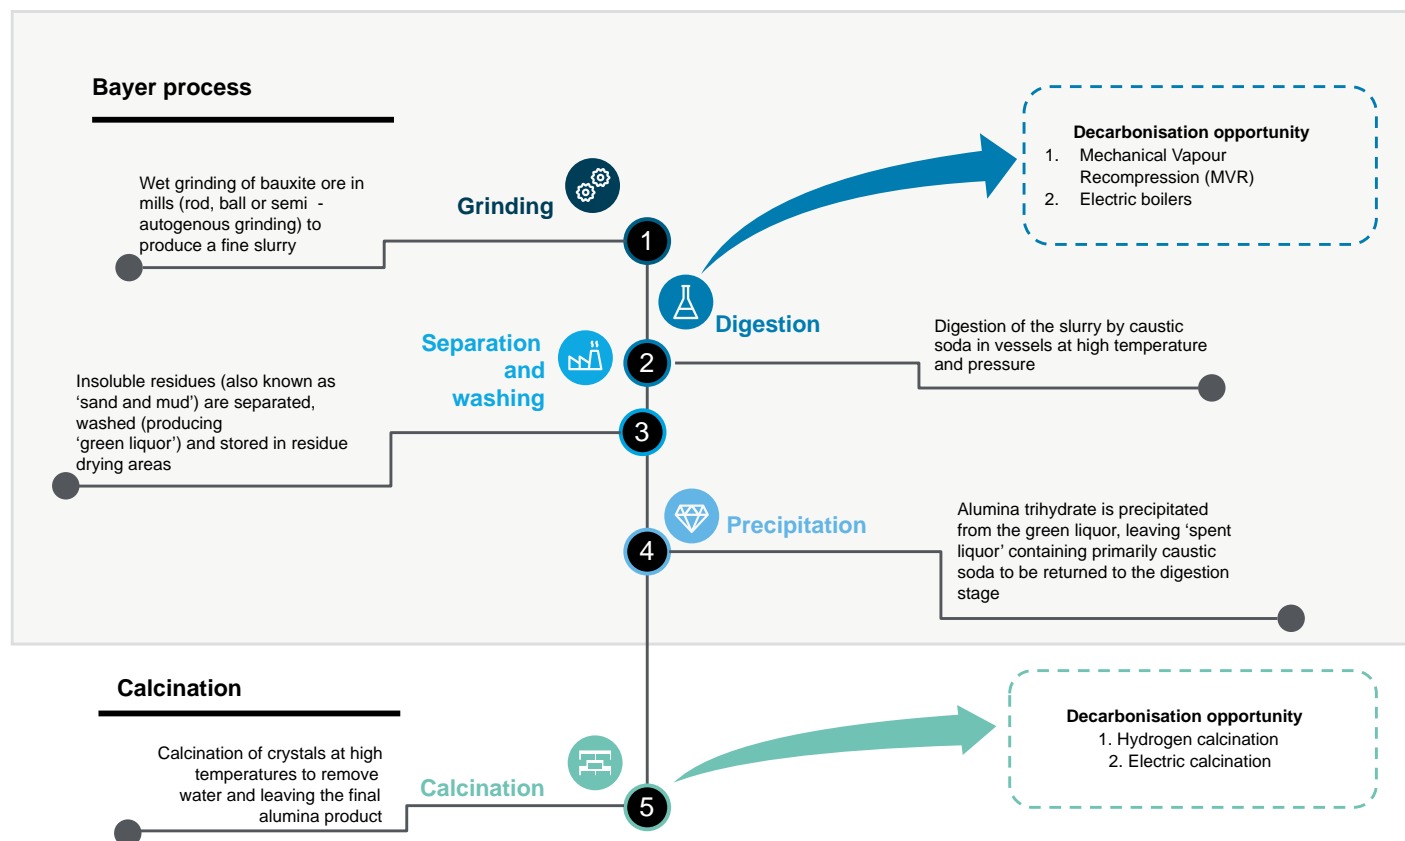 Bayer process
Decarbonisation opportunity
1. Mechanical Vapour
Recompression (MVR)
2. Electric boilers
Wet grinding of bauxite ore in
mills (rod, ball or semi -
autogenous grinding) to
produce a fine slurry
Grinding
1
Digestion
Digestion of the slurry by caustic
soda in vessels at high temperature
and pressure
2
Separation
and
washing
Insoluble residues (also known as
‘sand and mud’) are separated,
washed (producing
‘green liquor’) and stored in residue
drying areas
3
Precipitation
Alumina trihydrate is precipitated
from the green liquor, leaving ‘spent
liquor’ containing primarily caustic
soda to be returned to the digestion
stage
4
Calcination
Decarbonisation opportunity
1. Hydrogen calcination
2. Electric calcination
Calcination of crystals at high
temperatures to remove
water and leaving the final
alumina product
Calcination
5